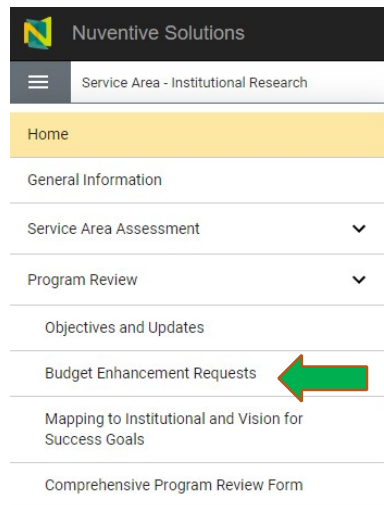 Nuventive Solutions
Service Area - Institutional Research
Home
General Information
Service Area Assessment
Program Review
Objectives and Updates
Budget Enhancement Requests
Mapping to Institutional and Vision for
Success Goals
Comprehensive Program Review Form